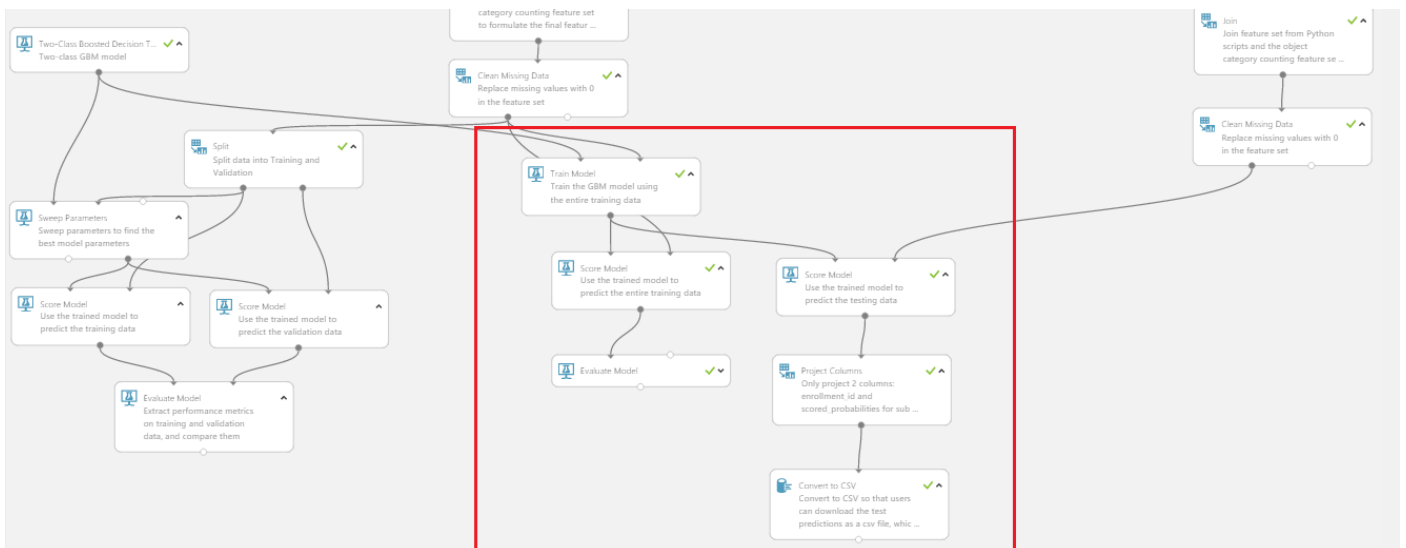 category counting feature set
to formulate the final featur ...
Join
Join feature set from Python
scripts and the object
category counting feature se ...
Two-Class Boosted Decision T...
Two-class GBM model
Clean Missing Data
Replace missing values with 0
in the feature set
Clean Missing Data
Replace missing values with 0
in the feature set
Split
Split data into Training and
Validation
Train Model
Train the GBM model using
the entire training data
Sweep Parameters
Sweep parameters to find the
best model parameters
Score Model
Use the trained model to
predict the entire training data
Score Model
Use the trained model to
predict the testing data
Score Model
Use the trained model to
predict the training data
Score Model
Use the trained model to
predict the validation data
Evaluate Model
Project Columns
Only project 2 columns:
enrollment_id and
scored_probabilities for sub ...
Evaluate Model
Extract performance metrics
on training and validation
data, and compare them
Convert to CSV
Convert to CSV so that users
can download the test
predictions as a csv file, whic ...